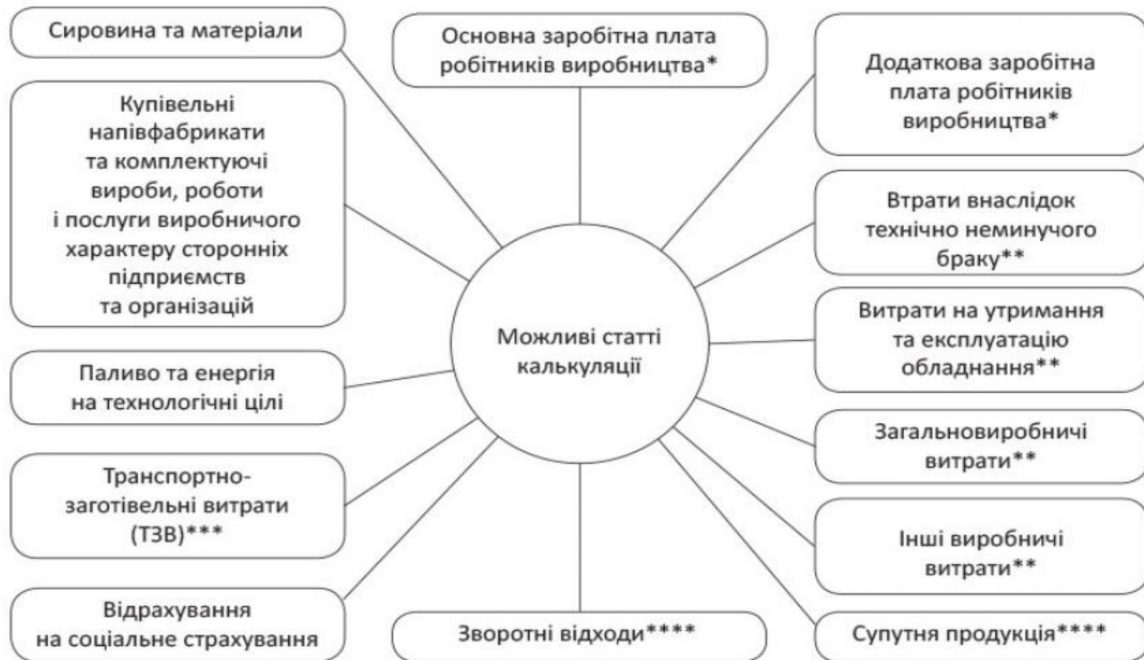 Сировина та матеріали
Основна заробітна плата
робітників виробництва*
Додаткова заробітна
плата робітників
виробництва*
Купівельні
напівфабрикати
та комплектуючі
вироби, роботи
і послуги виробничого
характеру сторонніх
підприємств
та організацій
Втрати внаслідок
технічно неминучого
браку**
Можливі статті
калькуляції
Витрати на утримання
та експлуатацію
обладнання**
Паливо та енергія
на технологічні цілі
Загальновиробничі
витрати**
Транспортно-
заготівельні витрати
(ТЗВ)***
Інші виробничі
витрати**
Відрахування
на соціальне страхування
Зворотні відходи****
Супутня продукція****